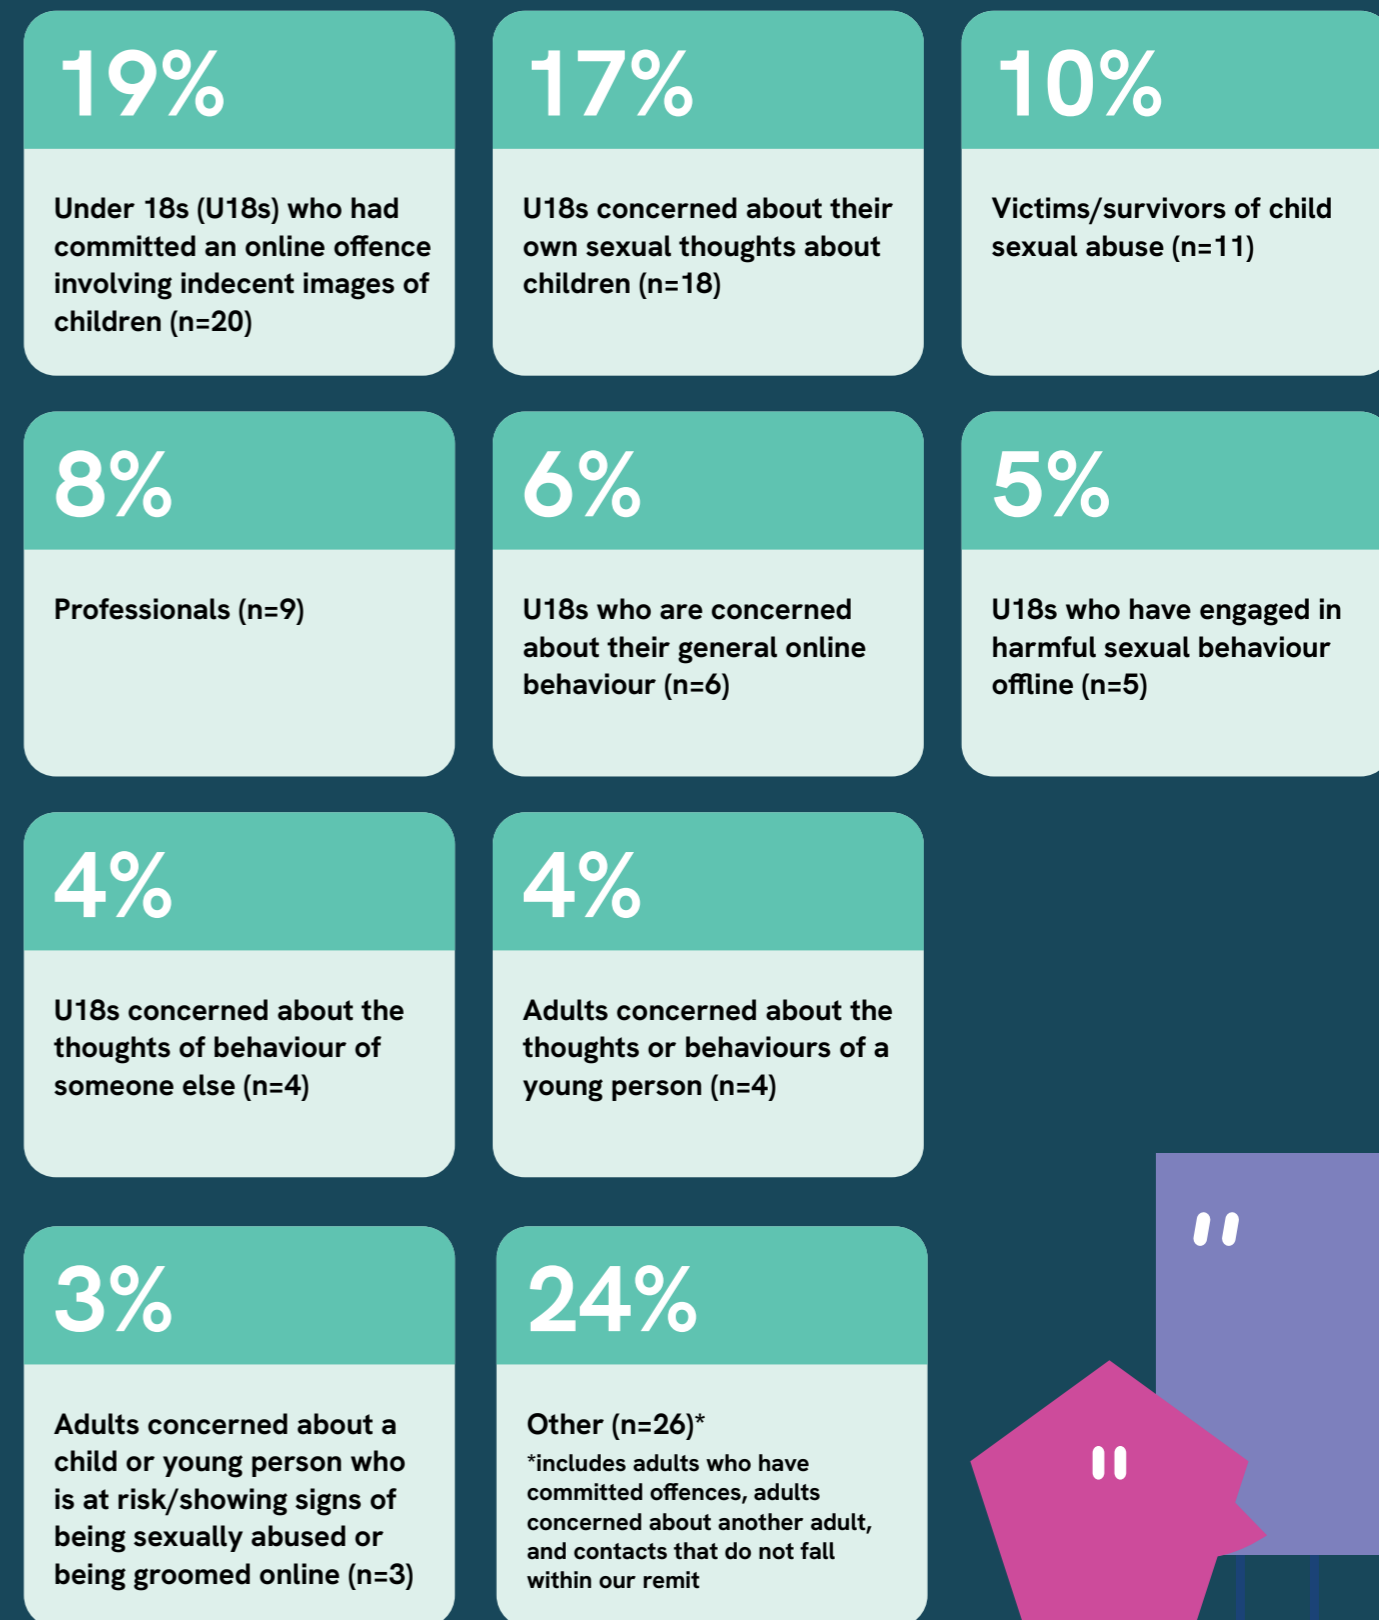 19%
Under 18s (U18s) who had
committed an online offence
involving indecent images of
children (n=20)
17%
U18s concerned about their
own sexual thoughts about
children (n=18)
10%
Victims/survivors of child
sexual abuse (n=11)
8%
Professionals (n=9)
6%
U18s who are concerned
about their general online
behaviour (n=6)
5%
U18s who have engaged in
harmful sexual behaviour
offline (n=5)
4%
U18s concerned about the
thoughts of behaviour of
someone else (n=4)
4%
Adults concerned about the
thoughts or behaviours of a
young person (n=4)
3%
Adults concerned about a
child or young person who
is at risk/showing signs of
being sexually abused or
being groomed online (n=3)
24%
Other (n=26)*
*includes adults who have
committed offences, adults
concerned about another adult,
and contacts that do not fall
within our remit